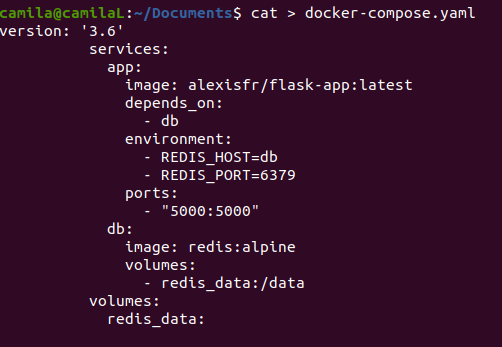 camila@camilaL:~/Documents$ cat > docker-compose.yaml
version: '3.6'
          services:
            app:
              image: alexisfr/flask-app:latest
              depends_on:
                - db
              environment:
                - REDIS_HOST=db
                - REDIS_PORT=6379
              ports:
                - "5000:5000"
            db:
              image: redis:alpine
              volumes:
                - redis_data:/data
          volumes:
            redis_data: